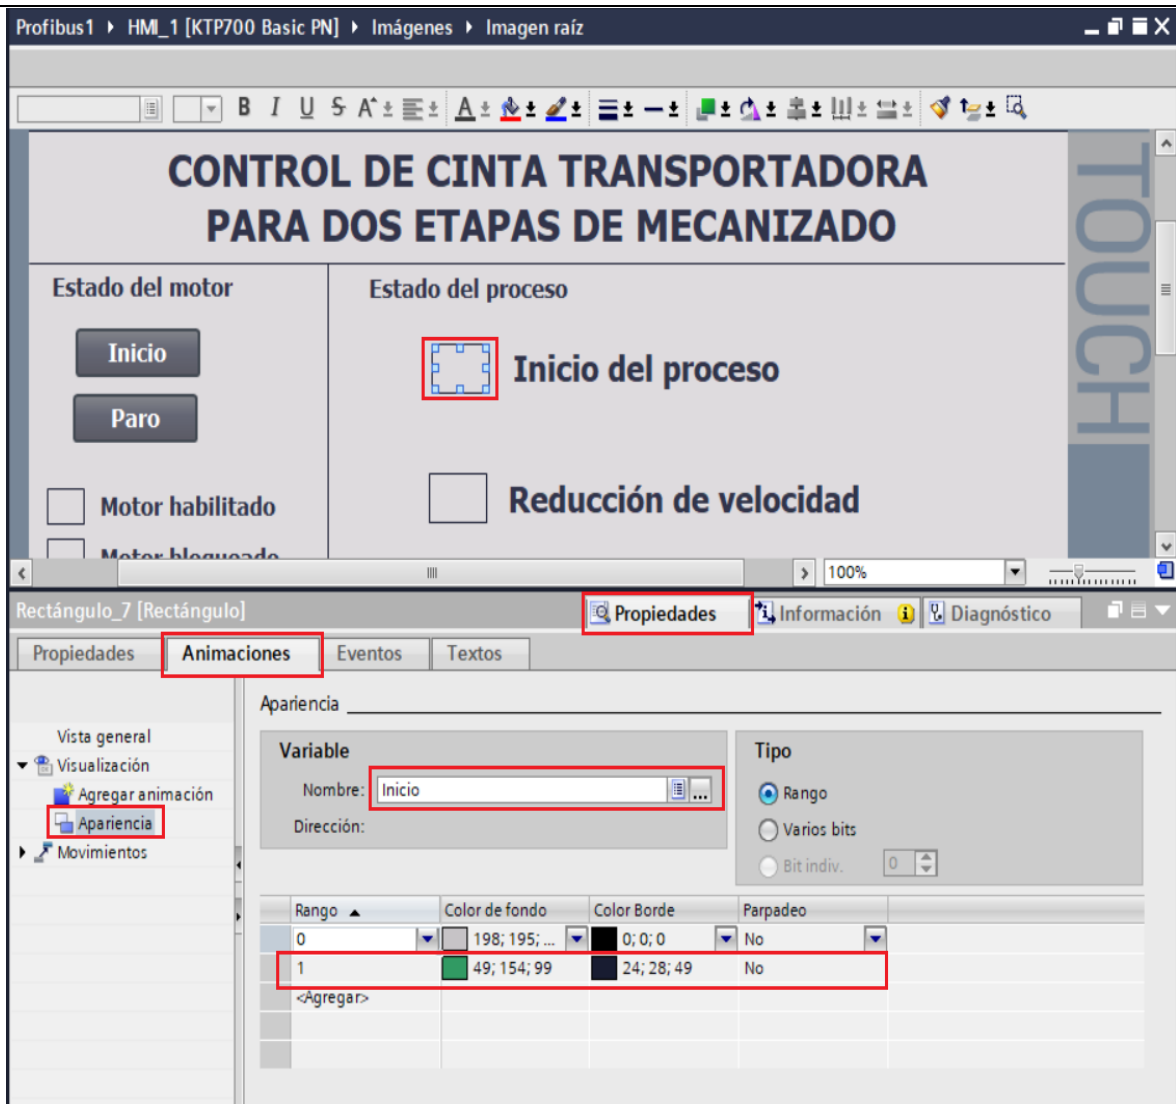 Profibus1 ▸ HMI_1 [KTP700 Basic PN] ▸ Imágenes ▸ Imagen raíz
B I U S A A
CONTROL DE CINTA TRANSPORTADORA
PARA DOS ETAPAS DE MECANIZADO
TOUCH
Estado del motor
Estado del proceso
Inicio
Inicio del proceso
Paro
Motor habilitado
Reducción de velocidad
Motor bloqueado
100%
Rectángulo_7 [Rectángulo]
Propiedades Información Diagnóstico
Propiedades Animaciones Eventos Textos
Vista general
Visualización
Agregar animación
Apariencia
Movimientos
Apariencia
Variable
Nombre: Inicio ...
Dirección:
Tipo
Rango
Varios bits
Bit indiv. 0
Rango Color de fondo Color Borde Parpadeo
0 198; 195; ... 0; 0; 0 No
1 49; 154; 99 24; 28; 49 No
<Agregar>